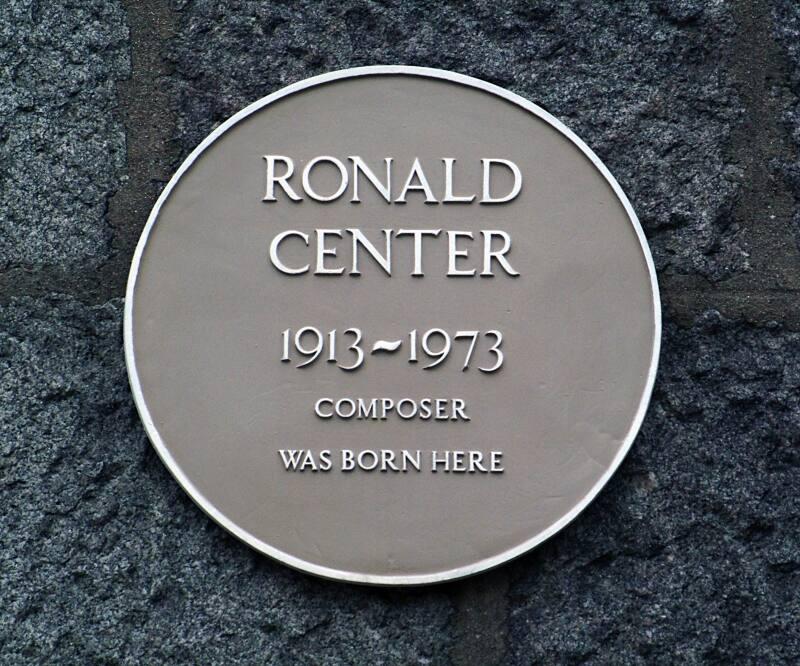 RONALD
CENTER
1913~1973
COMPOSER
WAS BORN HERE